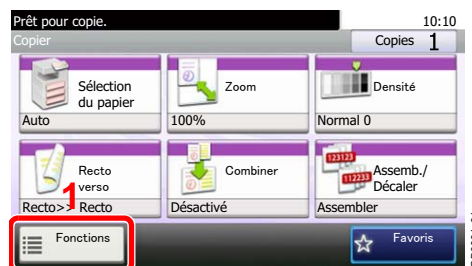 Prêt pour copie.
10:10
Copier
Copies 1
Sélection
du papier
Auto
Zoom
100%
Densité
Normal 0
Recto
verso
Recto>> Recto
Combiner
Désactivé
123123
112233
Assemb./
Décaler
Assembler
1
Fonctions
Favoris